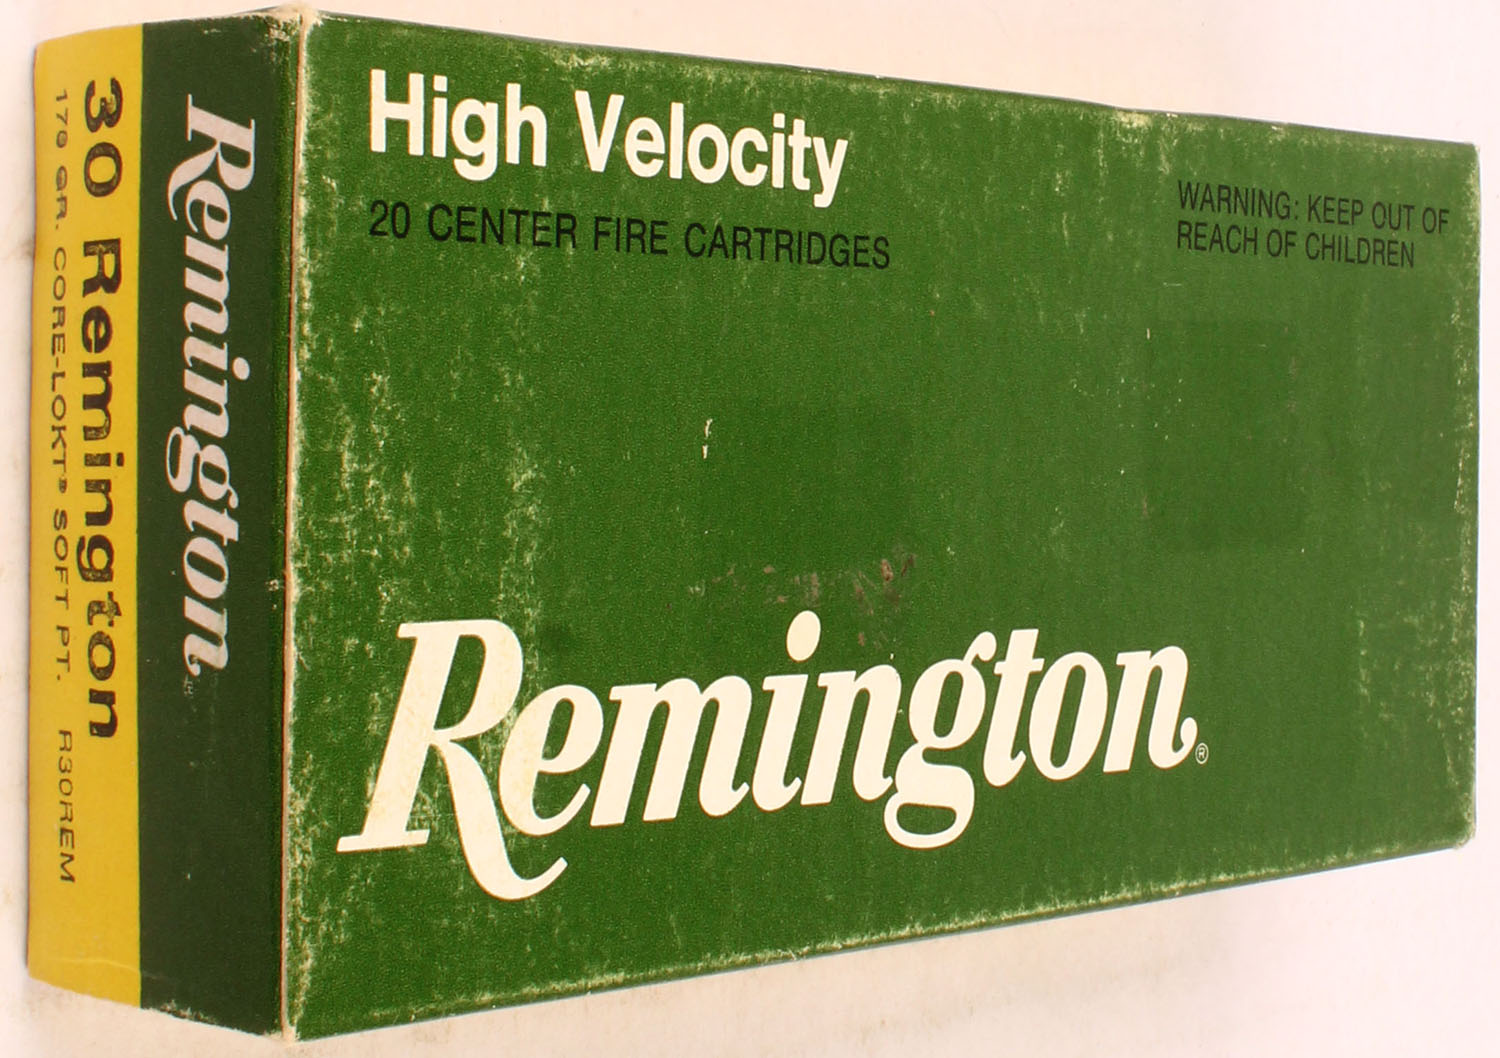 High Velocity
20 CENTER FIRE CARTRIDGES
WARNING: KEEP OUT OF
REACH OF CHILDREN
Remington®
Remington®
30 Remington
170 GR. CORE-LOKT® SOFT PT. R30REM